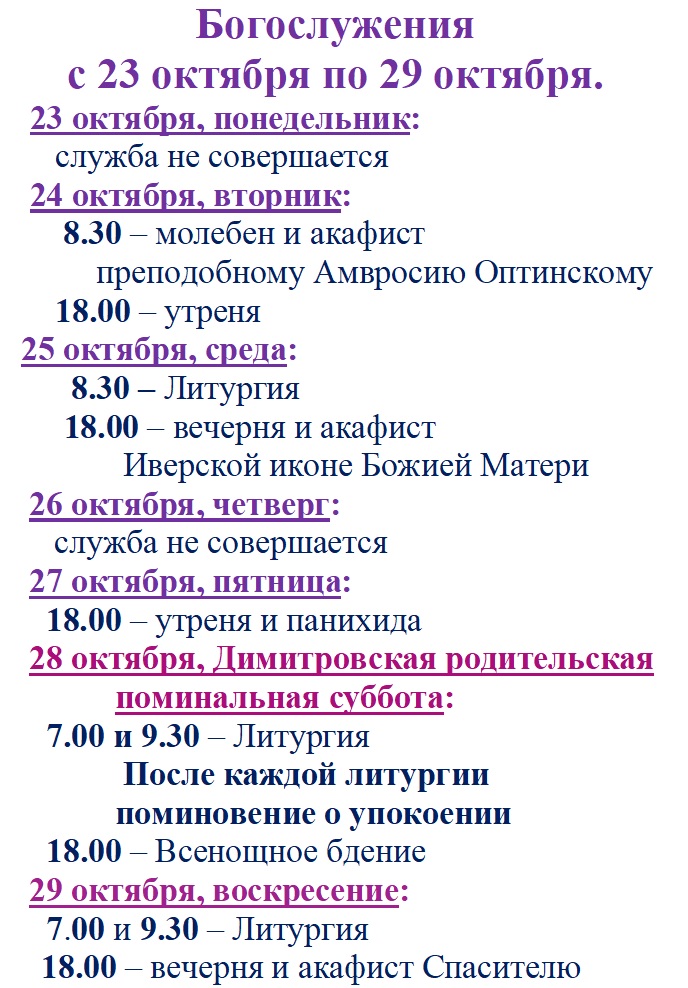 Богослужения
с 23 октября по 29 октября.
23 октября, понедельник:
служба не совершается
24 октября, вторник:
8.30 – молебен и акафист
преподобному Амвросию Оптинскому
18.00 – утреня
25 октября, среда:
8.30 – Литургия
18.00 – вечерня и акафист
Иверской иконе Божией Матери
26 октября, четверг:
служба не совершается
27 октября, пятница:
18.00 – утреня и панихида
28 октября, Димитровская родительская
поминальная суббота:
7.00 и 9.30 – Литургия
После каждой литургии
поминовение о упокоении
18.00 – Всенощное бдение
29 октября, воскресение:
7.00 и 9.30 – Литургия
18.00 – вечерня и акафист Спасителю